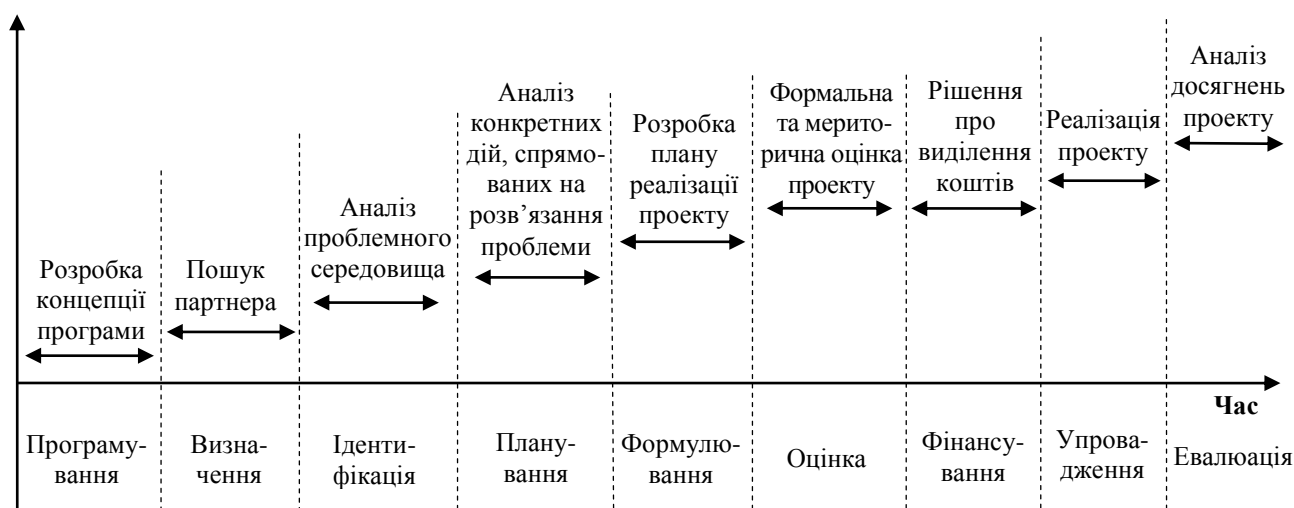 Розробка
концепції
програми
Пошук
партнера
Аналіз
проблемного
середовища
Аналіз
конкретних
дій, спрямо-
ваних на
розв’язання
проблеми
Розробка
плану
реалізації
проекту
Формальна
та мерито-
рична оцінка
проекту
Рішення
про
виділення
коштів
Реалізація
проекту
Аналіз
досягнень
проекту
Час
Програму-
вання
Визна-
чення
Іденти-
фікація
Плану-
вання
Формулю-
вання
Оцінка
Фінансу-
вання
Упрова-
дження
Евалюація